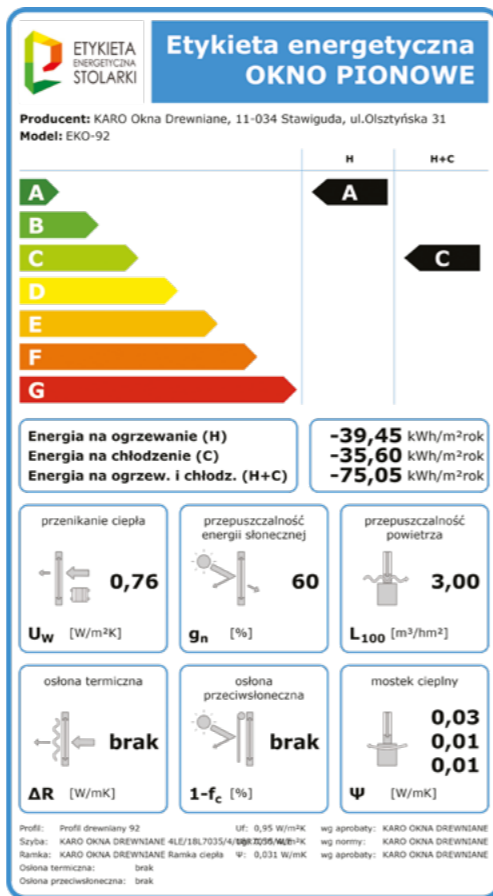 ETYKIETA
ENERGETYCZNA
STOLARKI
Etykieta energetyczna
OKNO PIONOWE
Producent: KARO Okna Drewniane, 11-034 Stawiguda, ul.Olsztyńska 31
Model: EKO-92
H H+C
A A
B
C C
D
E
F
G
Energia na ogrzewanie (H) -39,45 kWh/m²rok
Energia na chłodzenie (C) -35,60 kWh/m²rok
Energia na ogrzew. i chłodz. (H+C) -75,05 kWh/m²rok
przenikanie ciepła
0,76
Uw [W/m²K]
przepuszczalność
energii słonecznej
60
gn [%]
przepuszczalność
powietrza
3,00
L100 [m³/hm²]
osłona termiczna
brak
ΔR [W/mK]
osłona
przeciwsłoneczna
brak
1-fc [%]
mostek cieplny
0,03
0,01
0,01
Ψ [W/mK]
Profil: Profil drewniany 92 Uf: 0,95 W/m²K wg aprobaty: KARO OKNA DREWNIANE
Szyba: KARO OKNA DREWNIANE 4LE/18L7035/4/ W/m²K wg normy: KARO OKNA DREWNIANE
Ramka: KARO OKNA DREWNIANE Ramka ciepła Ψ: 0,031 W/mK wg aprobaty: KARO OKNA DREWNIANE
Osłona termiczna: brak
Osłona przeciwsłoneczna: brak